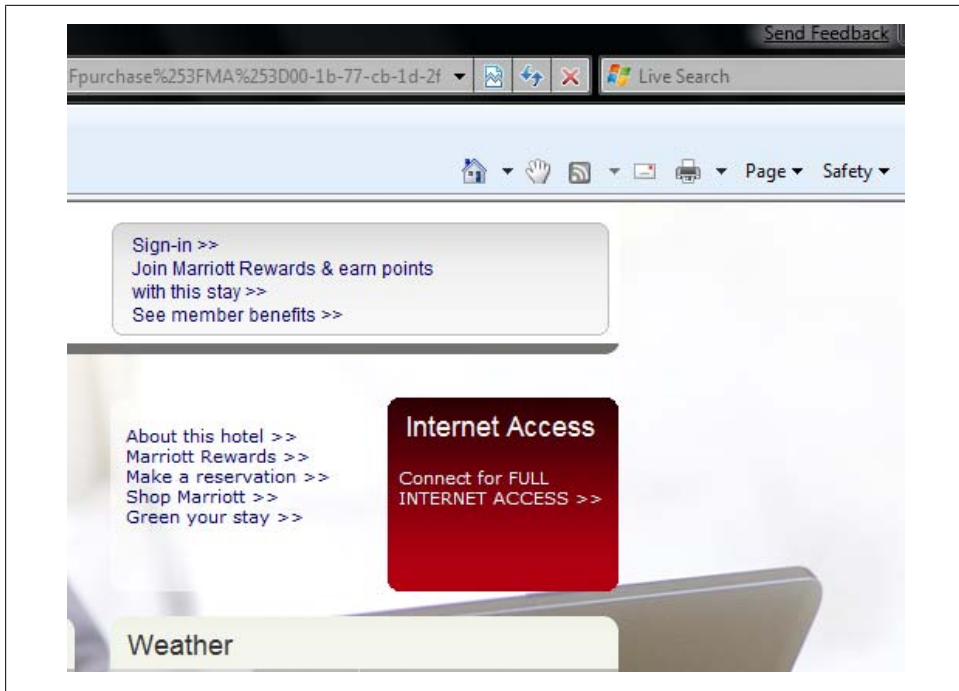 Send Feedback
Fpurchase%253FMA%253D00-1b-77-cb-1d-2f
Live Search
Page Safety
Sign-in >>
Join Marriott Rewards & earn points
with this stay >>
See member benefits >>
About this hotel >>
Marriott Rewards >>
Make a reservation >>
Shop Marriott >>
Green your stay >>
Internet Access
Connect for FULL
INTERNET ACCESS >>
Weather